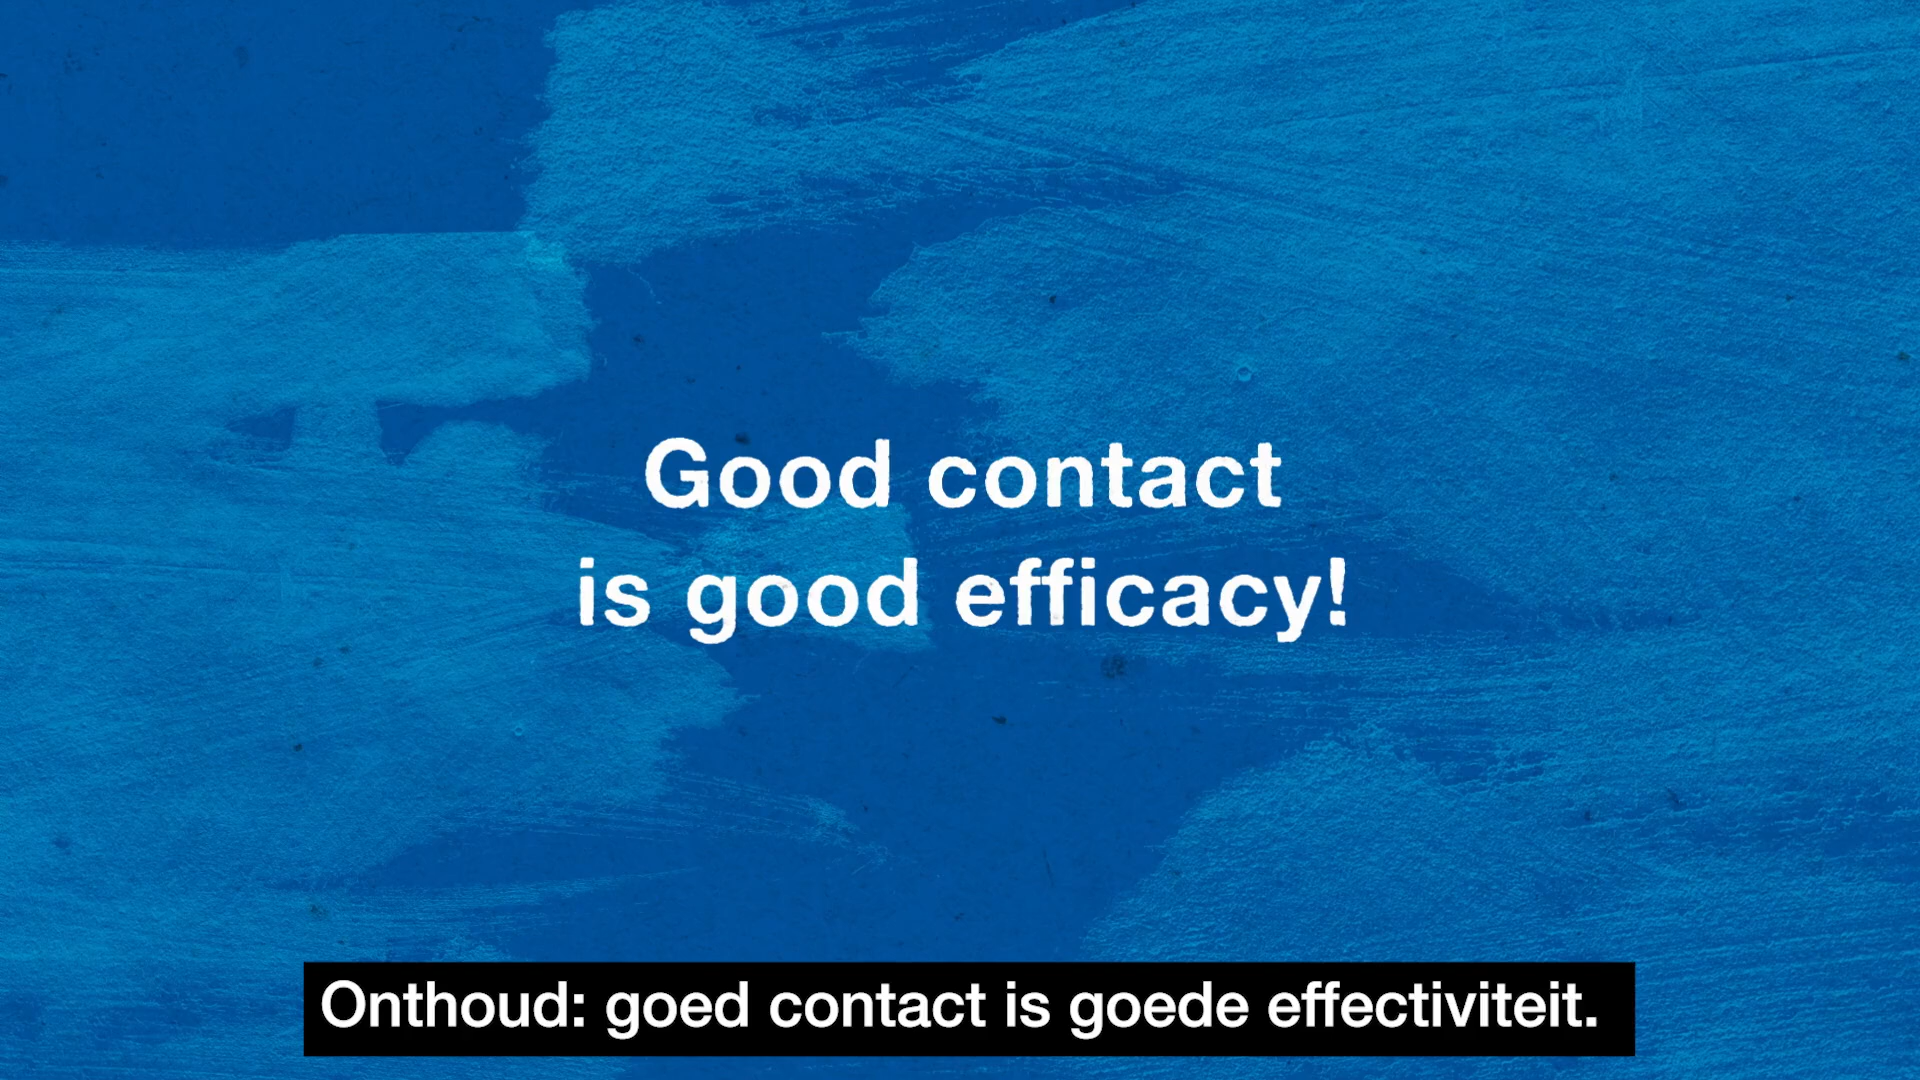 Good contact
is good efficacy!
Onthoud: goed contact is goede effectiviteit.